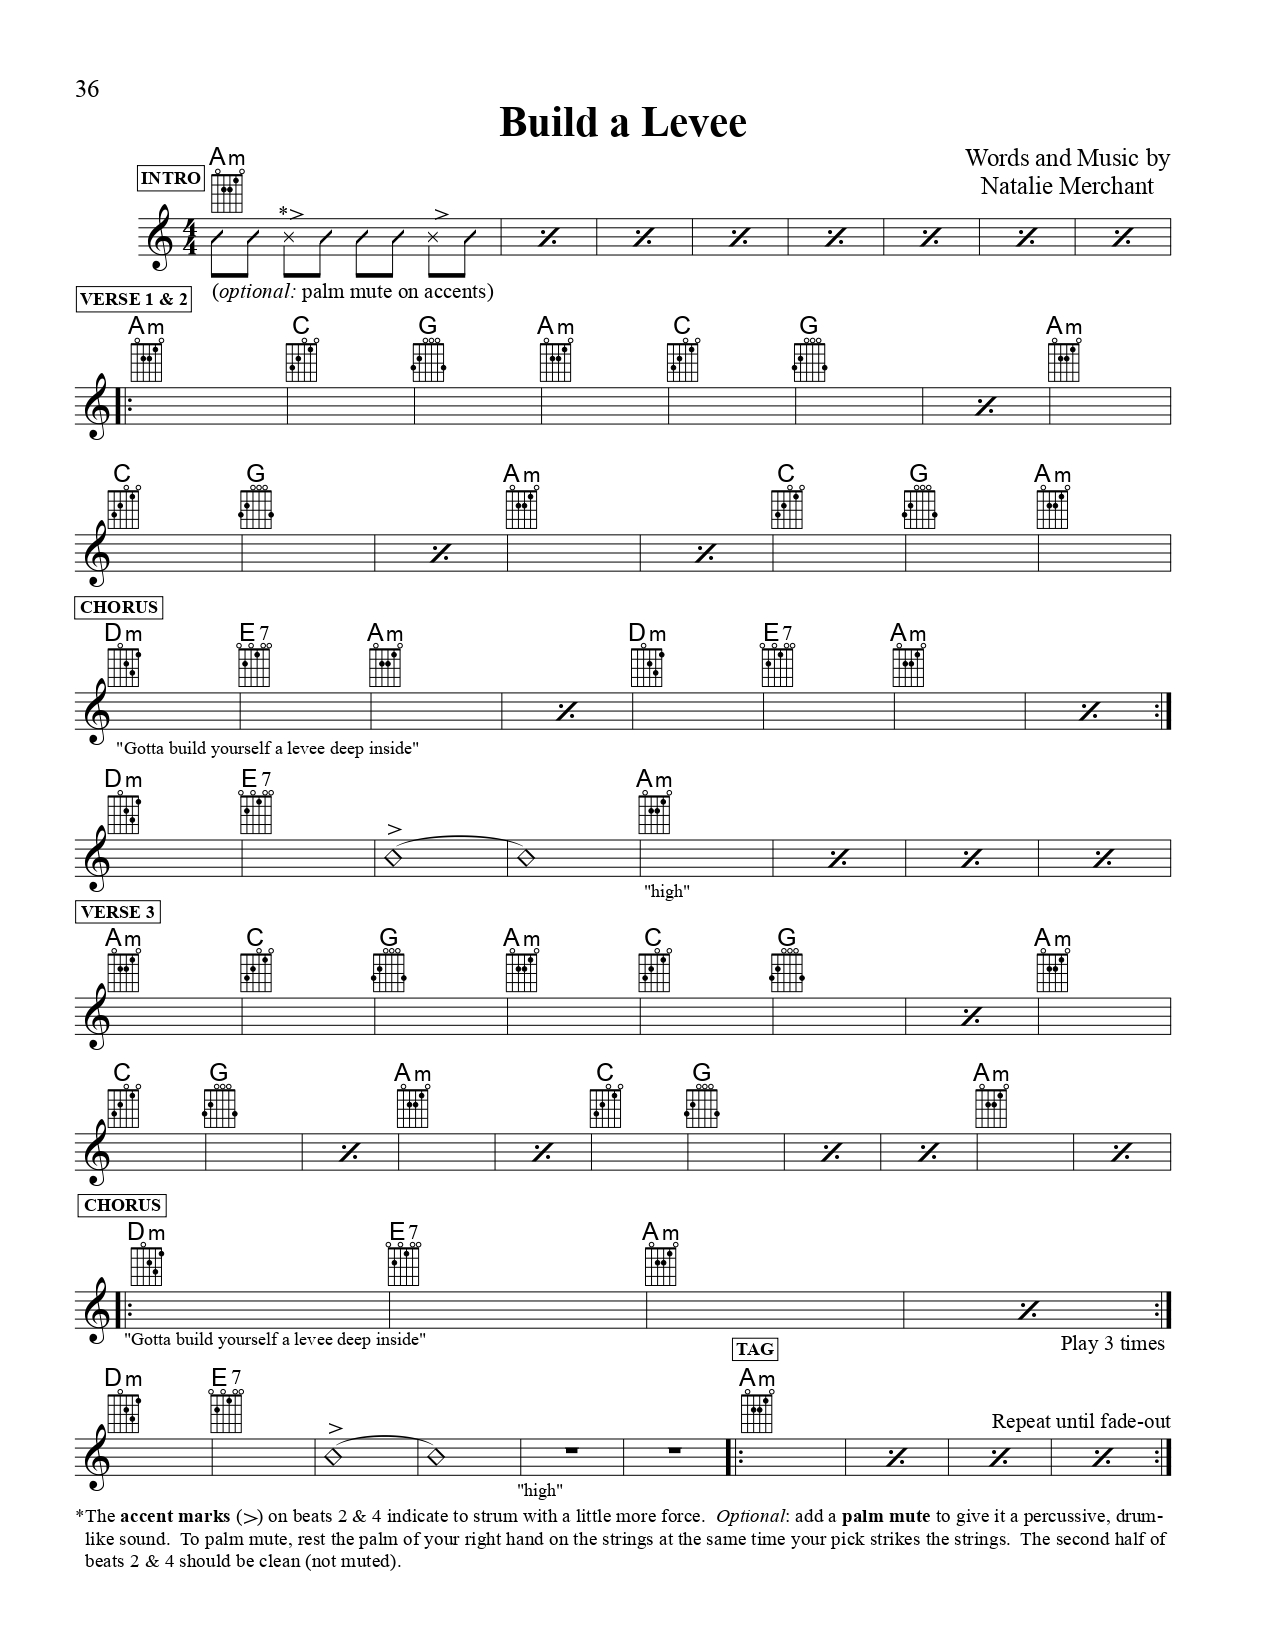 36
Build a Levee
Words and Music by
Natalie Merchant
INTRO
Am
4
4
*>
>
(optional: palm mute on accents)
VERSE 1 & 2
Am C G Am C G Am
C G Am C G Am
CHORUS
Dm E7 Am Dm E7 Am
"Gotta build yourself a levee deep inside"
Dm E7 Am
>
"high"
VERSE 3
Am C G Am C G Am
C G Am C G Am
CHORUS
Dm E7 Am
"Gotta build yourself a levee deep inside"
Play 3 times
TAG
Dm E7 Am
Repeat until fade-out
>
"high"
*The accent marks (>) on beats 2 & 4 indicate to strum with a little more force. Optional: add a palm mute to give it a percussive, drum-
like sound. To palm mute, rest the palm of your right hand on the strings at the same time your pick strikes the strings. The second half of
beats 2 & 4 should be clean (not muted).